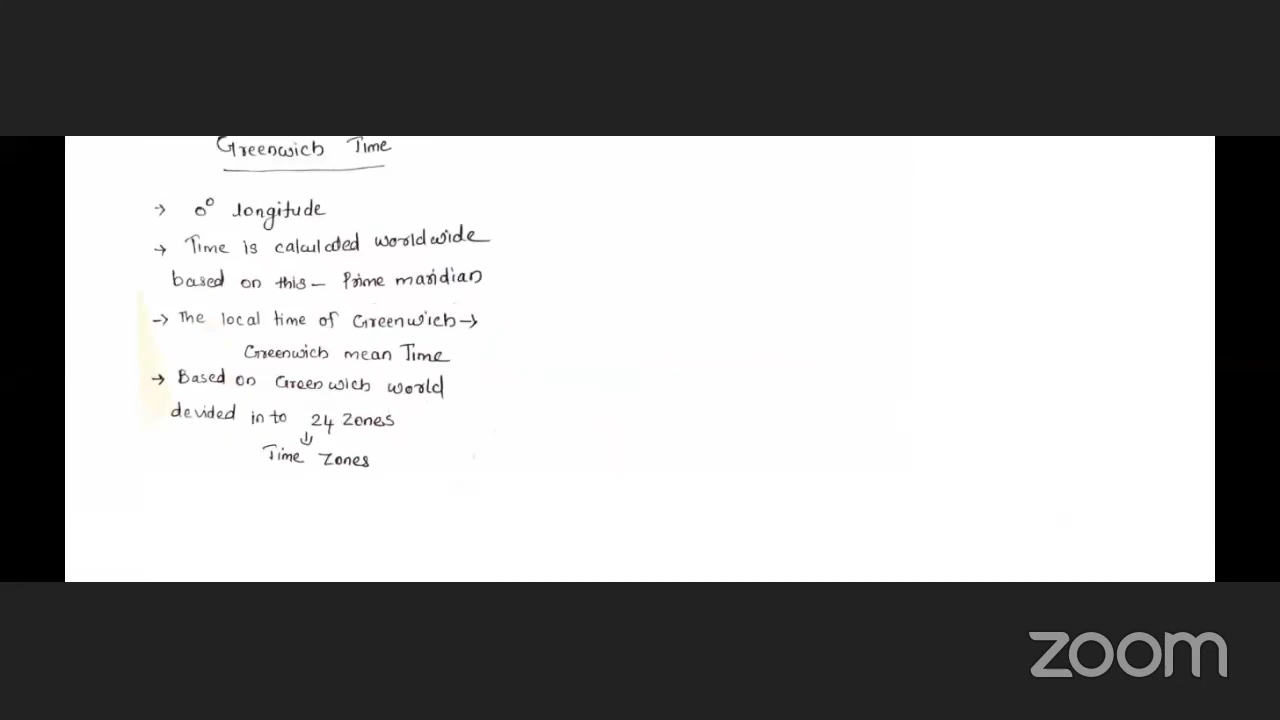 Greenwich Time
→ 0° longitude
→ Time is calculated worldwide
based on this – Prime maridian
→ The local time of Greenwich →
Greenwich mean Time
→ Based on Greenwich world
devided in to 24 Zones
↓
Time Zones
zoom